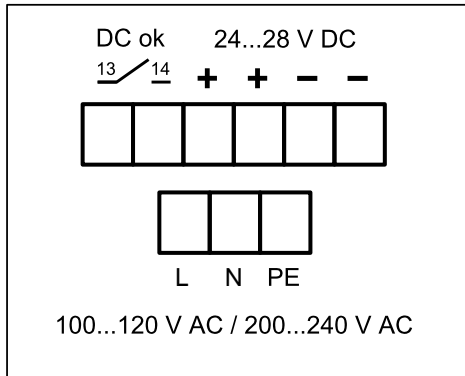 DC ok 24...28 V DC
13 14 + + − −
L N PE
100...120 V AC / 200...240 V AC